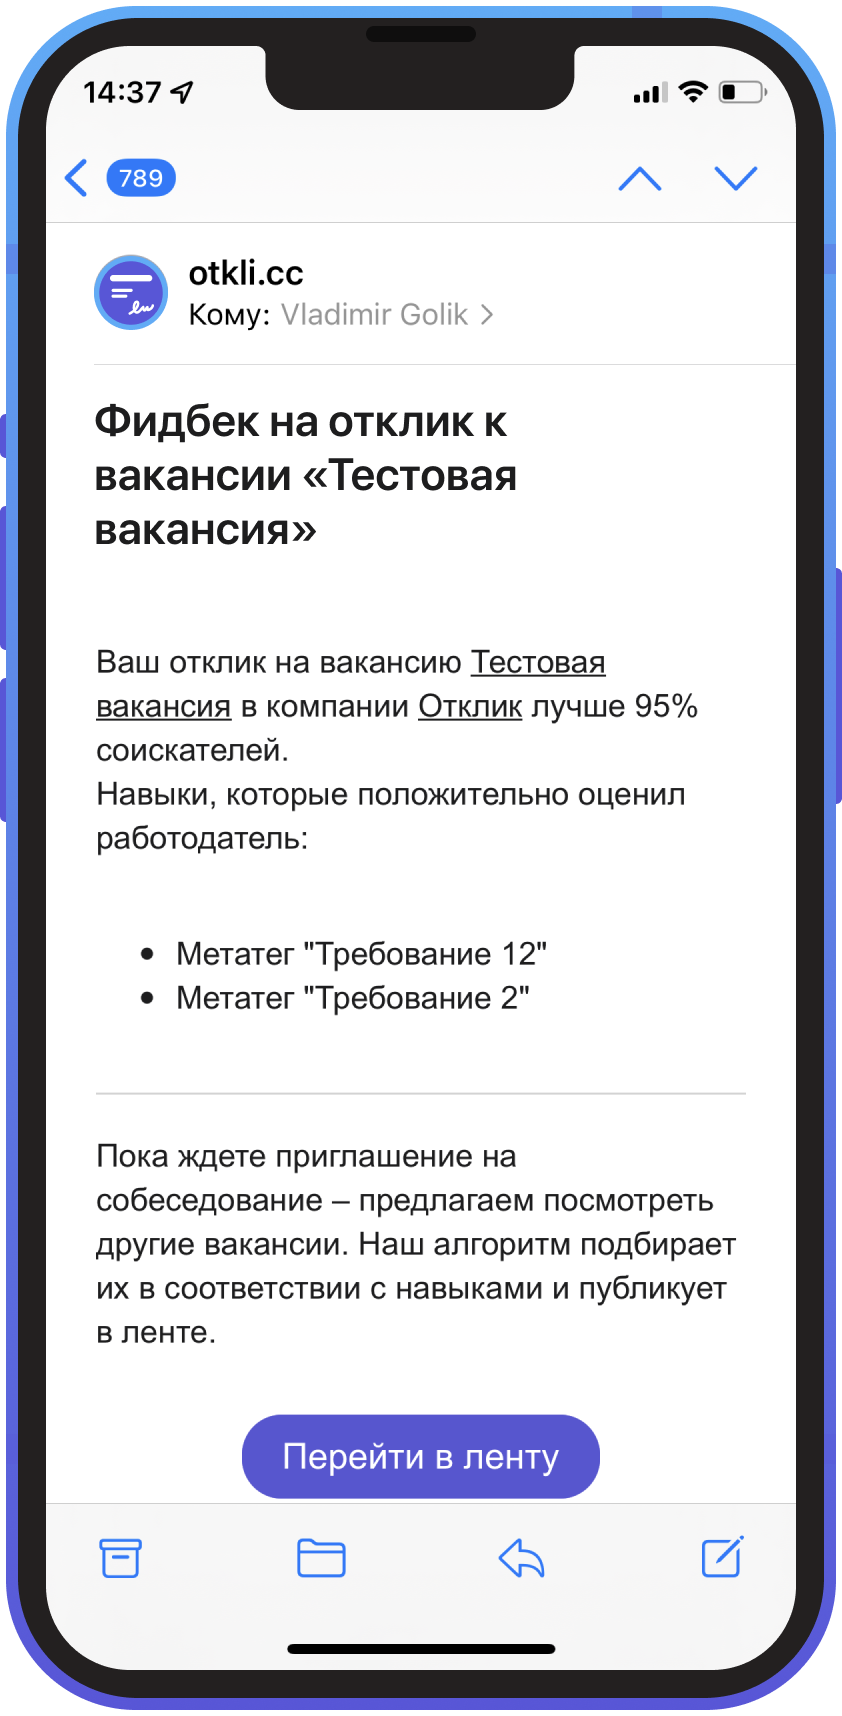 14:37
789
otkli.cc
Кому: Vladimir Golik
Фидбек на отклик к
вакансии «Тестовая
вакансия»
Ваш отклик на вакансию Тестовая
вакансия в компании Отклик лучше 95%
соискателей.
Навыки, которые положительно оценил
работодатель:
• Метатег "Требование 12"
• Метатег "Требование 2"
Пока ждете приглашение на
собеседование – предлагаем посмотреть
другие вакансии. Наш алгоритм подбирает
их в соответствии с навыками и публикует
в ленте.
Перейти в ленту